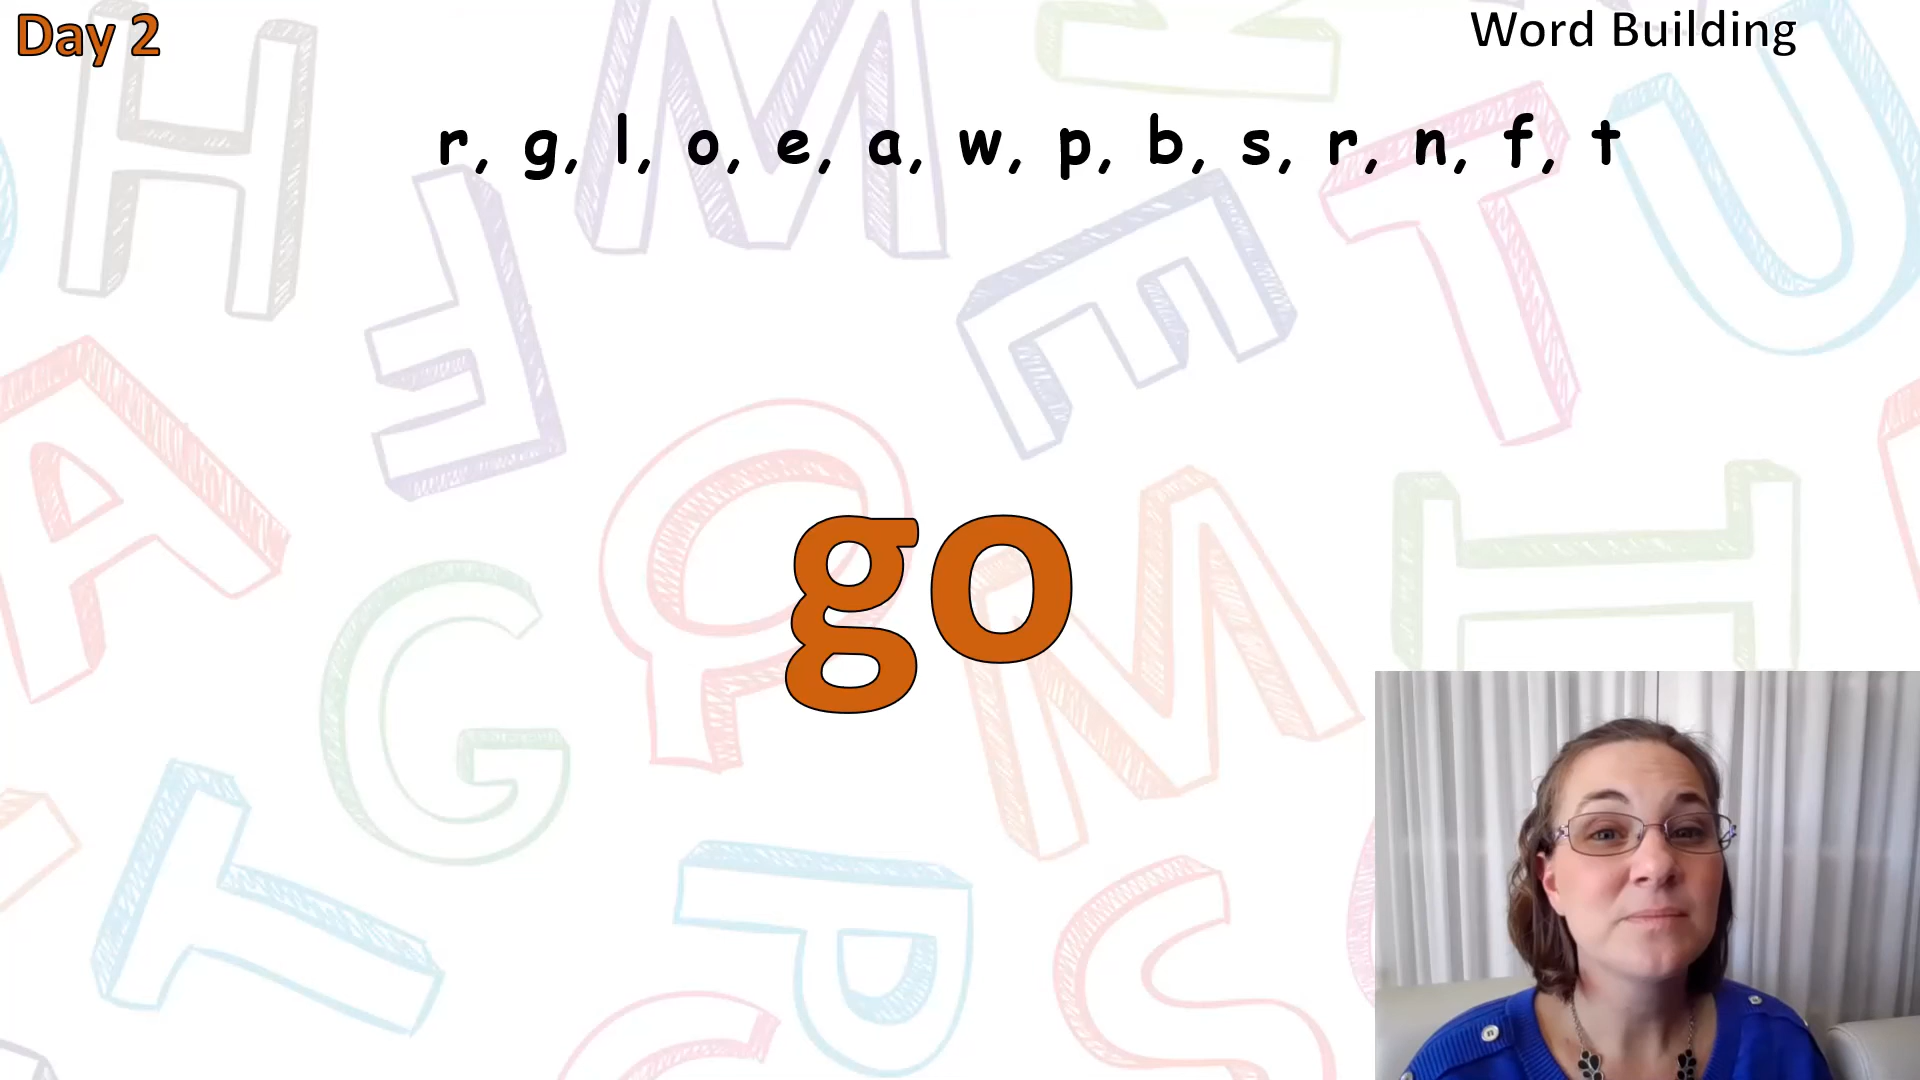 Day 2
Word Building
r, g, l, o, e, a, w, p, b, s, r, n, f, t
go